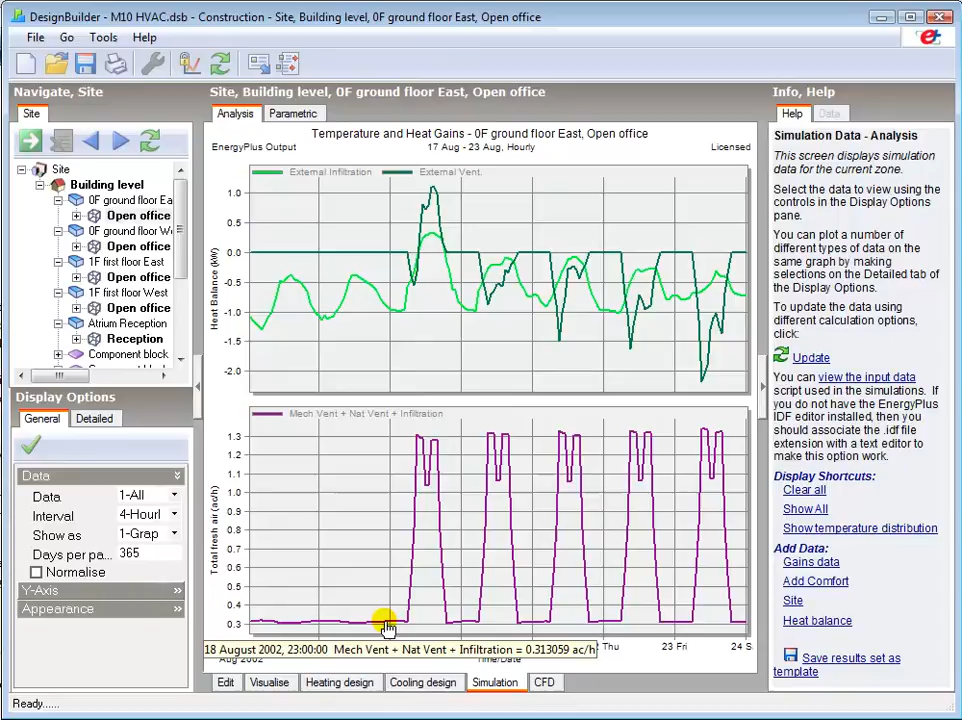 DesignBuilder - M10 HVAC.dsb - Construction - Site, Building level, 0F ground floor East, Open office
File Go Tools Help
Navigate, Site
Site
Site
Building level
0F ground floor Ea
Open office
0F ground floor We
Open office
1F first floor East
Open office
1F first floor West
Open office
Atrium Reception
Reception
Component block
Display Options
General Detailed
Data
Data 1-All
Interval 4-Hourl
Show as 1-Grap
Days per pa... 365
Normalise
Y-Axis
Appearance
Site, Building level, 0F ground floor East, Open office
Analysis Parametric
Temperature and Heat Gains - 0F ground floor East, Open office
EnergyPlus Output 17 Aug - 23 Aug, Hourly Licensed
External Infiltration External Vent.
Heat Balance (kW)
1.0
0.5
0.0
-0.5
-1.0
-1.5
-2.0
Mech Vent + Nat Vent + Infiltration
Total fresh air (ac/h)
1.3
1.2
1.1
1.0
0.9
0.8
0.7
0.6
0.5
0.4
0.3
Thu 23 Fri 24 S
18 August 2002, 23:00:00 Mech Vent + Nat Vent + Infiltration = 0.313059 ac/h
Aug 2002 Time/Date
Edit Visualise Heating design Cooling design Simulation CFD
Info, Help
Help Data
Simulation Data - Analysis
This screen displays simulation
data for the current zone.
Select the data to view using the
controls in the Display Options
pane.
You can plot a number of
different types of data on the
same graph by making
selections on the Detailed tab of
the Display Options.
To update the data using
different calculation options,
click:
Update
You can view the input data
script used in the simulations. If
you do not have the EnergyPlus
IDF editor installed, then you
should associate the .idf file
extension with a text editor to
make this option work.
Display Shortcuts:
Clear all
Show All
Show temperature distribution
Add Data:
Gains data
Add Comfort
Site
Heat balance
Save results set as
template
Ready......